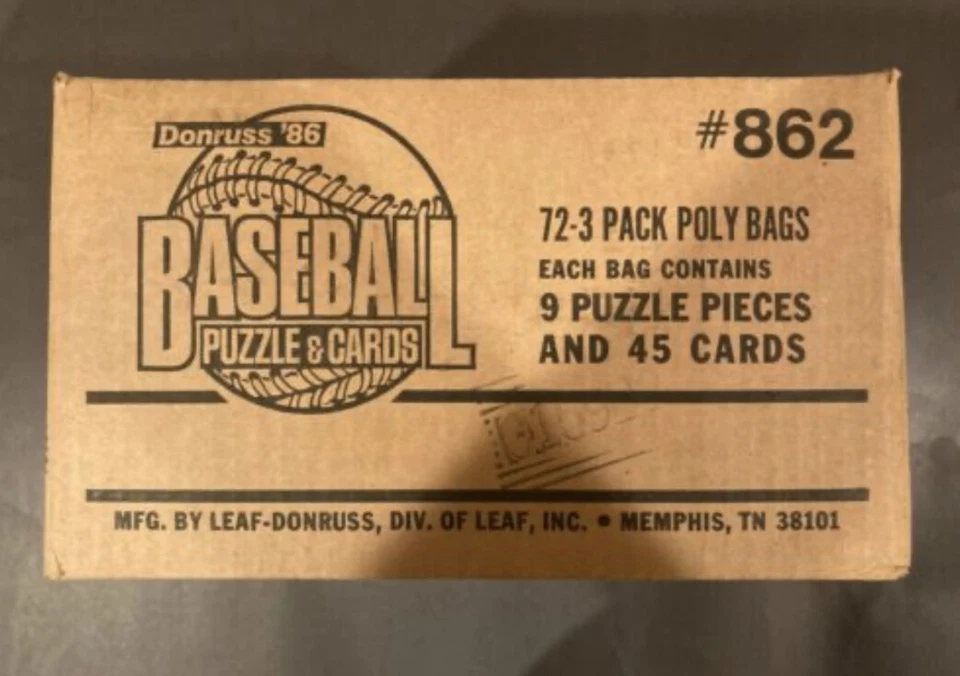 Donruss '86
BASEBALL
PUZZLE & CARDS
#862
72-3 PACK POLY BAGS
EACH BAG CONTAINS
9 PUZZLE PIECES
AND 45 CARDS
MFG. BY LEAF-DONRUSS, DIV. OF LEAF, INC. • MEMPHIS, TN 38101